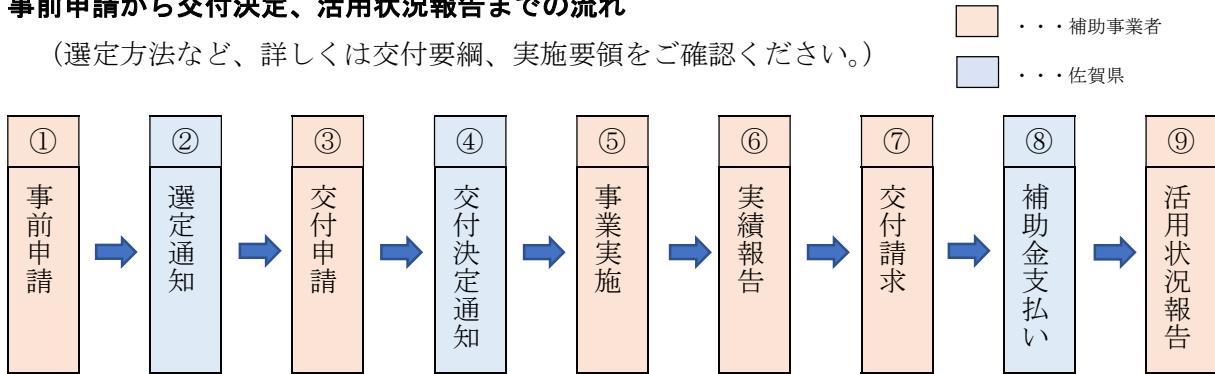 事前申請から交付決定、活用状況報告までの流れ
（選定方法など、詳しくは交付要綱、実施要領をご確認ください。）
・・・補助事業者
・・・佐賀県
①
事前申請
②
選定通知
③
交付申請
④
交付決定通知
⑤
事業実施
⑥
実績報告
⑦
交付請求
⑧
補助金支払い
⑨
活用状況報告